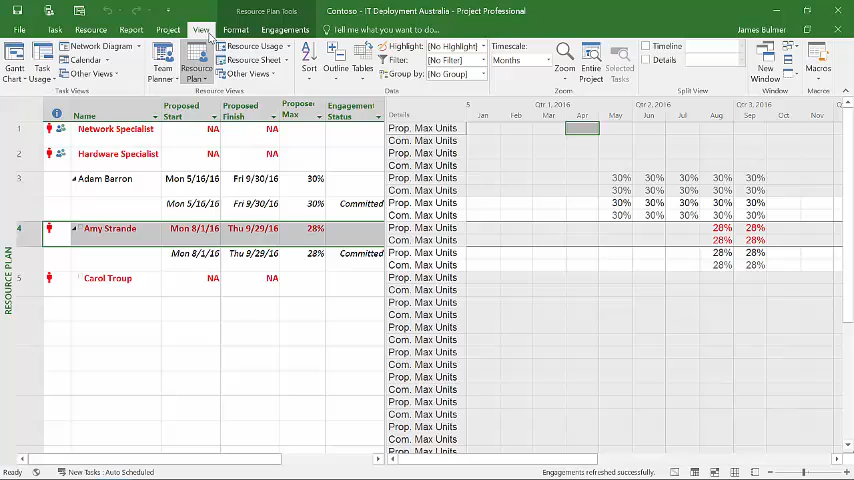 Resource Plan Tools
Contoso - IT Deployment Australia - Project Professional
File Task Resource Report Project View Format Engagements Tell me what you want to do... James Bulmer
Network Diagram Resource Usage Highlight: [No Highlight] Timescale: Timeline
Calendar Resource Sheet Filter: [No Filter] Months Details
Other Views Other Views Group by: [No Group]
Gantt Chart Task Usage Team Planner Resource Plan Sort Outline Tables Zoom Entire Project Selected Tasks New Window Macros
Task Views Resource Views Data Zoom Split View Window Macros
Name Proposed Start Proposed Finish Propose Max Engagement Status Details
5 Qtr 1, 2016 Qtr 2, 2016 Qtr 3, 2016
Jan Feb Mar Apr May Jun Jul Aug Sep Oct Nov
1 Network Specialist NA NA Prop. Max Units
Com. Max Units
2 Hardware Specialist NA NA Prop. Max Units
Com. Max Units
3 Adam Barron Mon 5/16/16 Fri 9/30/16 30% Prop. Max Units 30% 30% 30% 30% 30%
Com. Max Units 30% 30% 30% 30% 30%
Mon 5/16/16 Fri 9/30/16 30% Committed Prop. Max Units 30% 30% 30% 30% 30%
Com. Max Units 30% 30% 30% 30% 30%
4 Amy Strande Mon 8/1/16 Thu 9/29/16 28% Prop. Max Units 28% 28%
Com. Max Units 28% 28%
Mon 8/1/16 Thu 9/29/16 28% Committed Prop. Max Units 28% 28%
Com. Max Units 28% 28%
5 Carol Troup NA NA Prop. Max Units
Com. Max Units
Prop. Max Units
Com. Max Units
Prop. Max Units
Com. Max Units
Prop. Max Units
Com. Max Units
Prop. Max Units
Com. Max Units
Prop. Max Units
Com. Max Units
Prop. Max Units
Com. Max Units
Prop. Max Units
RESOURCE PLAN
Ready New Tasks : Auto Scheduled Engagements refreshed successfully.